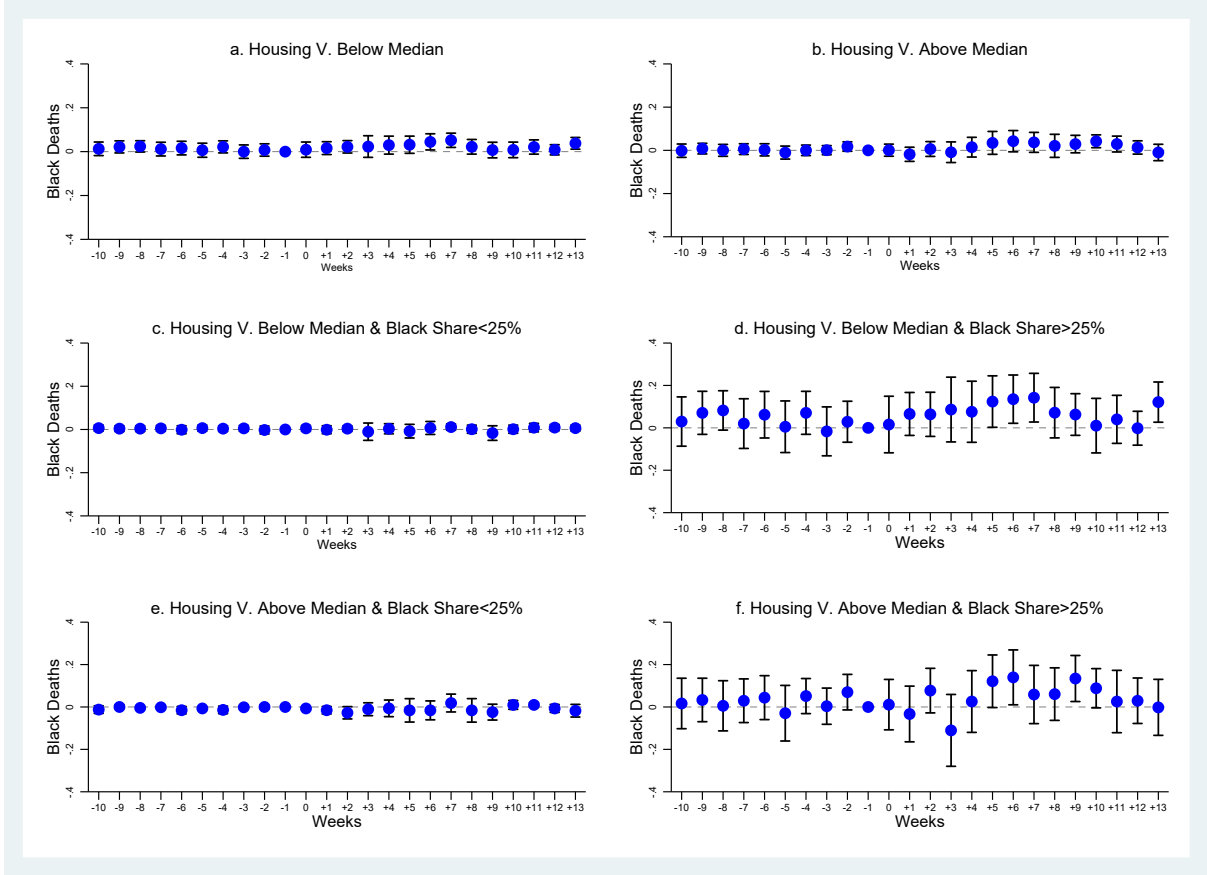 a. Housing V. Below Median
.4
.2
0
-.2
-.4
Black Deaths
-10 -9 -8 -7 -6 -5 -4 -3 -2 -1 0 +1 +2 +3 +4 +5 +6 +7 +8 +9 +10 +11 +12 +13
Weeks
b. Housing V. Above Median
.4
.2
0
-.2
-.4
Black Deaths
-10 -9 -8 -7 -6 -5 -4 -3 -2 -1 0 +1 +2 +3 +4 +5 +6 +7 +8 +9 +10 +11 +12 +13
Weeks
c. Housing V. Below Median & Black Share<25%
.4
.2
0
-.2
-.4
Black Deaths
-10 -9 -8 -7 -6 -5 -4 -3 -2 -1 0 +1 +2 +3 +4 +5 +6 +7 +8 +9 +10 +11 +12 +13
Weeks
d. Housing V. Below Median & Black Share>25%
.4
.2
0
-.2
-.4
Black Deaths
-10 -9 -8 -7 -6 -5 -4 -3 -2 -1 0 +1 +2 +3 +4 +5 +6 +7 +8 +9 +10 +11 +12 +13
Weeks
e. Housing V. Above Median & Black Share<25%
.4
.2
0
-.2
-.4
Black Deaths
-10 -9 -8 -7 -6 -5 -4 -3 -2 -1 0 +1 +2 +3 +4 +5 +6 +7 +8 +9 +10 +11 +12 +13
Weeks
f. Housing V. Above Median & Black Share>25%
.4
.2
0
-.2
-.4
Black Deaths
-10 -9 -8 -7 -6 -5 -4 -3 -2 -1 0 +1 +2 +3 +4 +5 +6 +7 +8 +9 +10 +11 +12 +13
Weeks